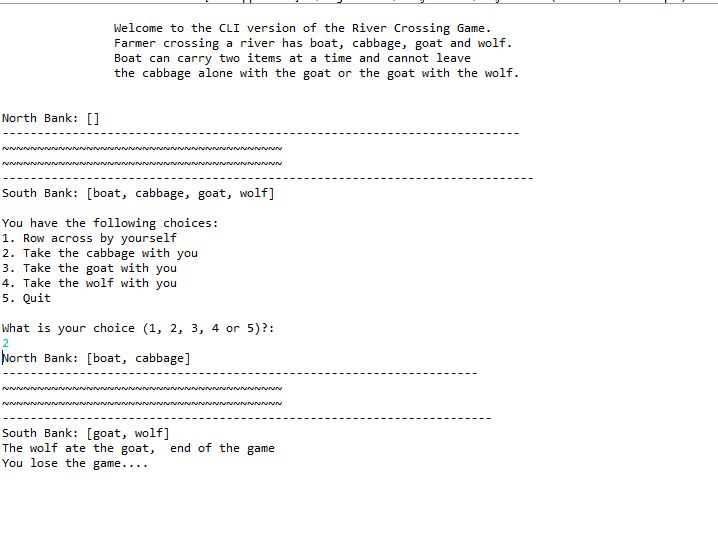 Welcome to the CLI version of the River Crossing Game.
Farmer crossing a river has boat, cabbage, goat and wolf.
Boat can carry two items at a time and cannot leave
the cabbage alone with the goat or the goat with the wolf.
North Bank: []
--------------------------------------------------------------------------
~~~~~~~~~~~~~~~~~~~~~~~~~~~~~~~~~~~~~~~~
~~~~~~~~~~~~~~~~~~~~~~~~~~~~~~~~~~~~~~~~
----------------------------------------------------------------------------
South Bank: [boat, cabbage, goat, wolf]
You have the following choices:
1. Row across by yourself
2. Take the cabbage with you
3. Take the goat with you
4. Take the wolf with you
5. Quit
What is your choice (1, 2, 3, 4 or 5)?:
2
North Bank: [boat, cabbage]
--------------------------------------------------------------------
~~~~~~~~~~~~~~~~~~~~~~~~~~~~~~~~~~~~~~~~
~~~~~~~~~~~~~~~~~~~~~~~~~~~~~~~~~~~~~~~~
----------------------------------------------------------------------
South Bank: [goat, wolf]
The wolf ate the goat,  end of the game
You lose the game....